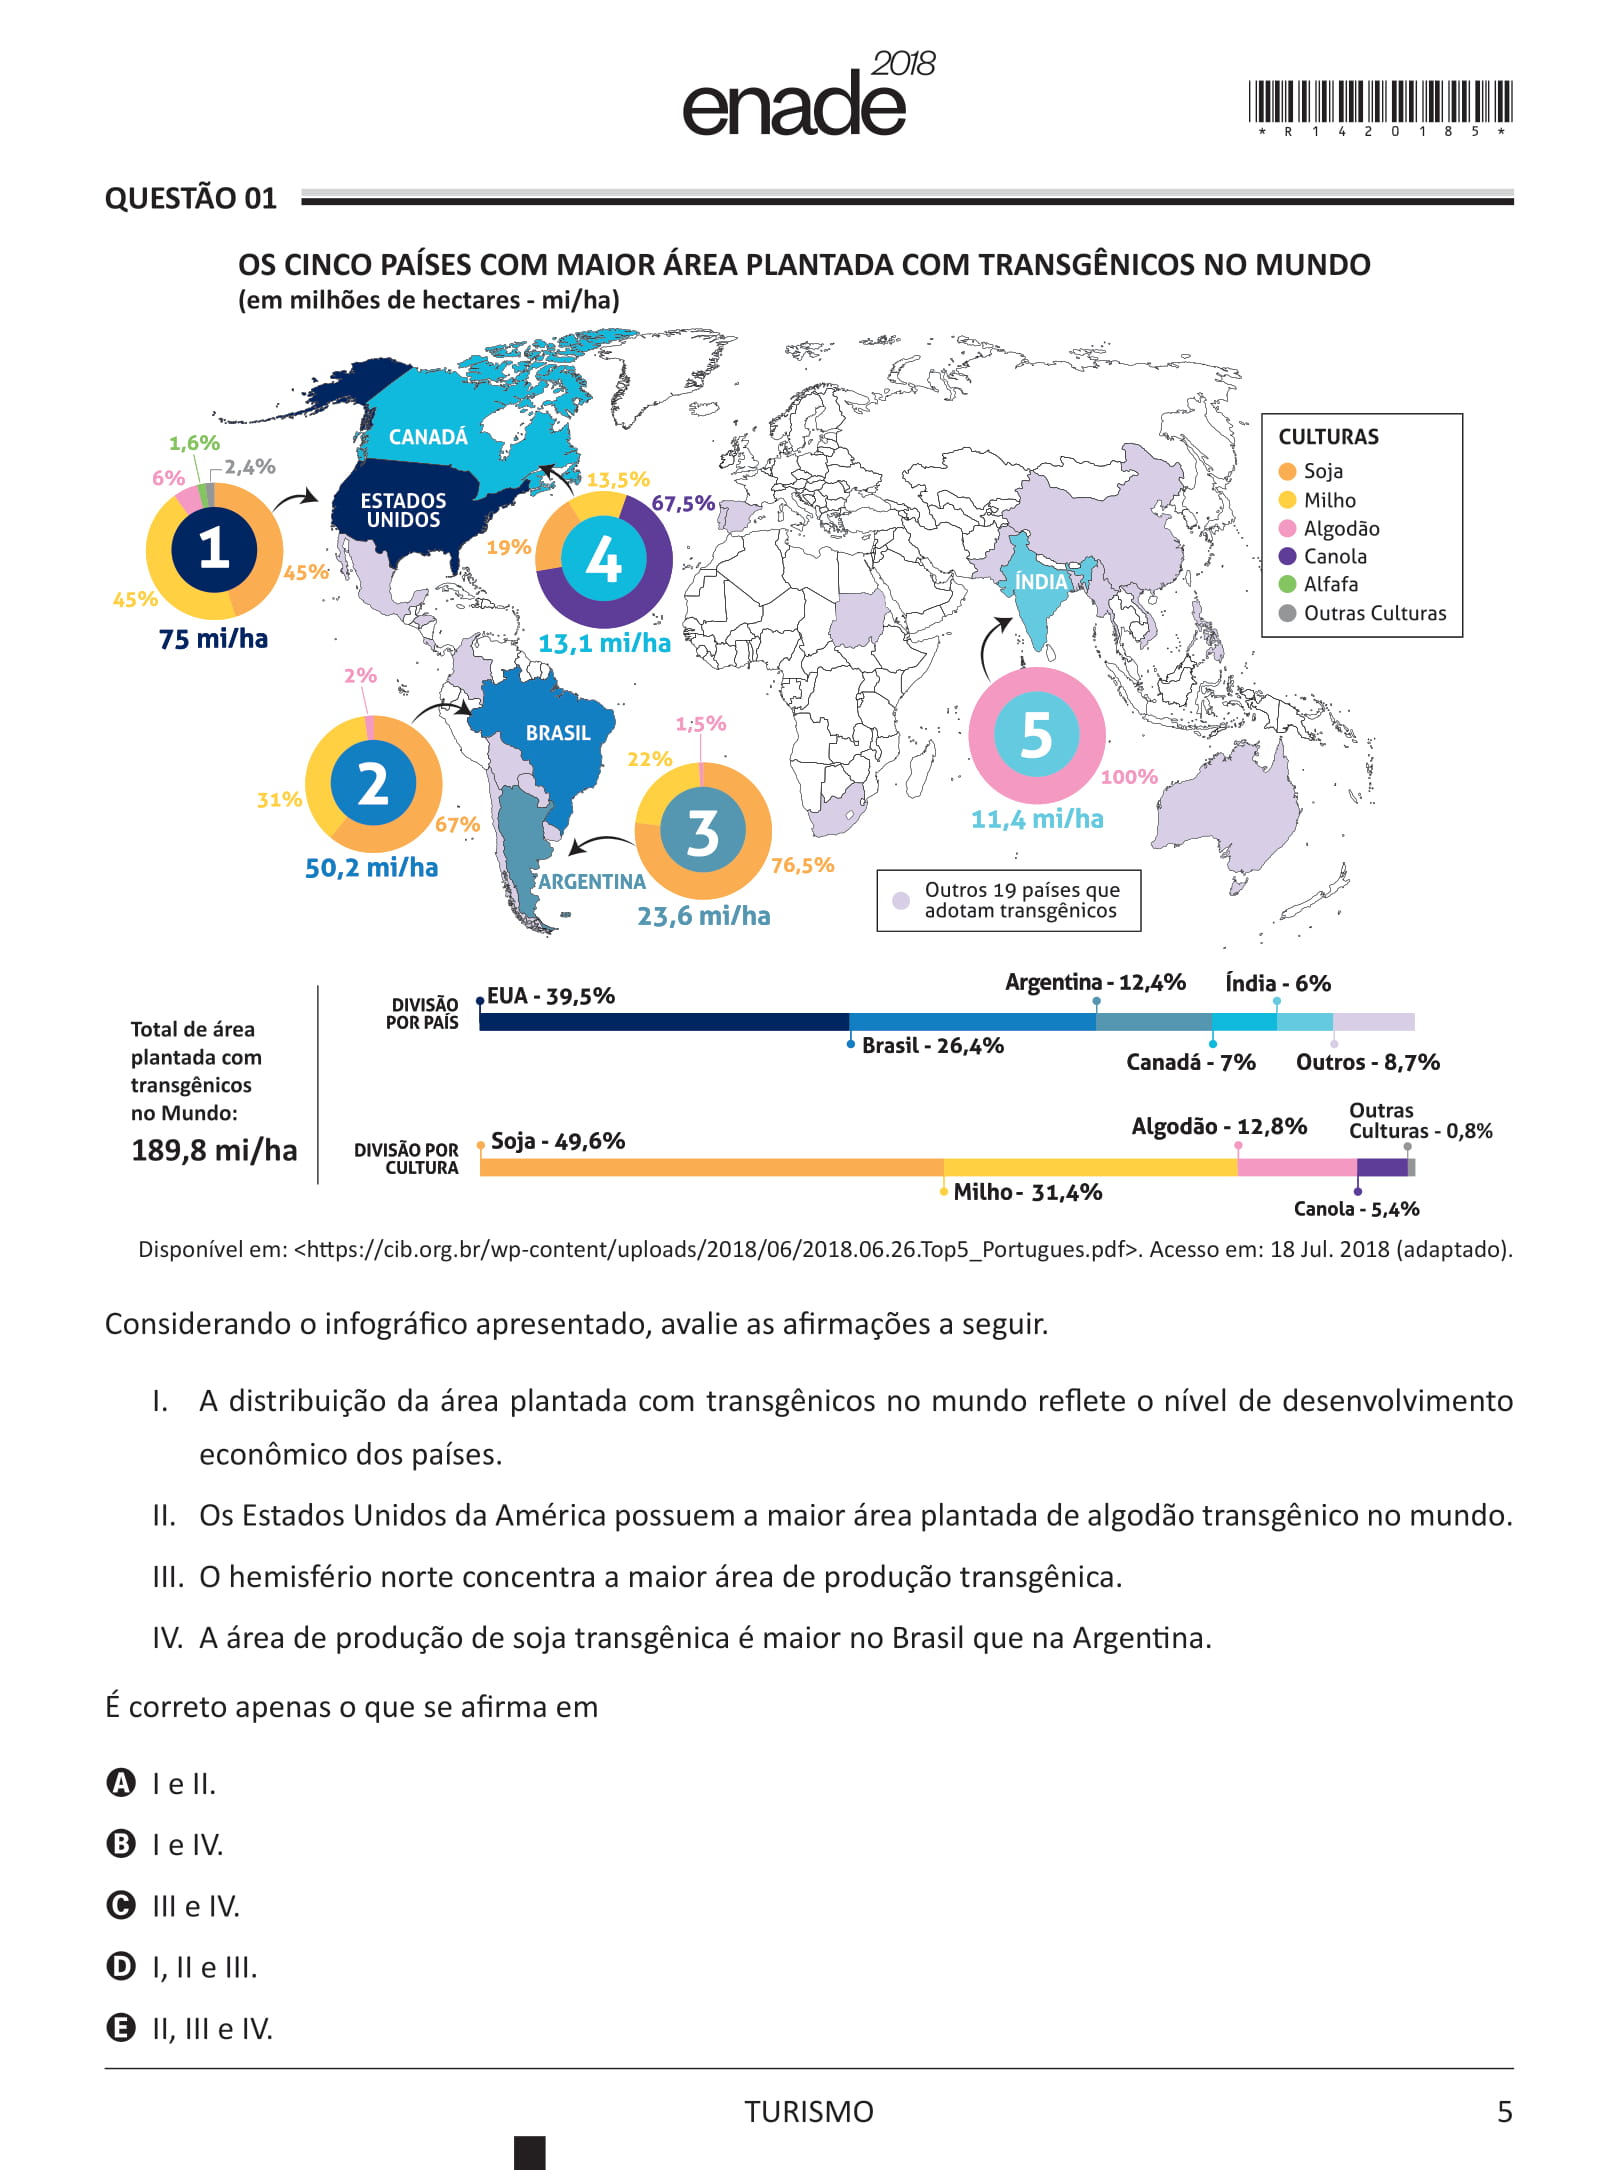 enade 2018
*R1420185*
QUESTÃO 01
OS CINCO PAÍSES COM MAIOR ÁREA PLANTADA COM TRANSGÊNICOS NO MUNDO
(em milhões de hectares - mi/ha)
CANADÁ
ESTADOS
UNIDOS
1,6%
2,4%
6%
1
45%
45%
75 mi/ha
13,5%
67,5%
19%
4
13,1 mi/ha
CULTURAS
Soja
Milho
Algodão
Canola
Alfafa
Outras Culturas
ÍNDIA
2%
BRASIL
2
31%
67%
50,2 mi/ha
1,5%
22%
3
76,5%
ARGENTINA
23,6 mi/ha
5
100%
11,4 mi/ha
Outros 19 países que
adotam transgênicos
Total de área
plantada com
transgênicos
no Mundo:
189,8 mi/ha
DIVISÃO
POR PAÍS
EUA - 39,5%
Brasil - 26,4%
Argentina - 12,4%
Canadá - 7%
Índia - 6%
Outros - 8,7%
DIVISÃO POR
CULTURA
Soja - 49,6%
Milho - 31,4%
Algodão - 12,8%
Canola - 5,4%
Outras
Culturas - 0,8%
Disponível em: <https://cib.org.br/wp-content/uploads/2018/06/2018.06.26.Top5_Portugues.pdf>. Acesso em: 18 Jul. 2018 (adaptado).
Considerando o infográfico apresentado, avalie as afirmações a seguir.
I. A distribuição da área plantada com transgênicos no mundo reflete o nível de desenvolvimento
econômico dos países.
II. Os Estados Unidos da América possuem a maior área plantada de algodão transgênico no mundo.
III. O hemisfério norte concentra a maior área de produção transgênica.
IV. A área de produção de soja transgênica é maior no Brasil que na Argentina.
É correto apenas o que se afirma em
A I e II.
B I e IV.
C III e IV.
D I, II e III.
E II, III e IV.
TURISMO
5